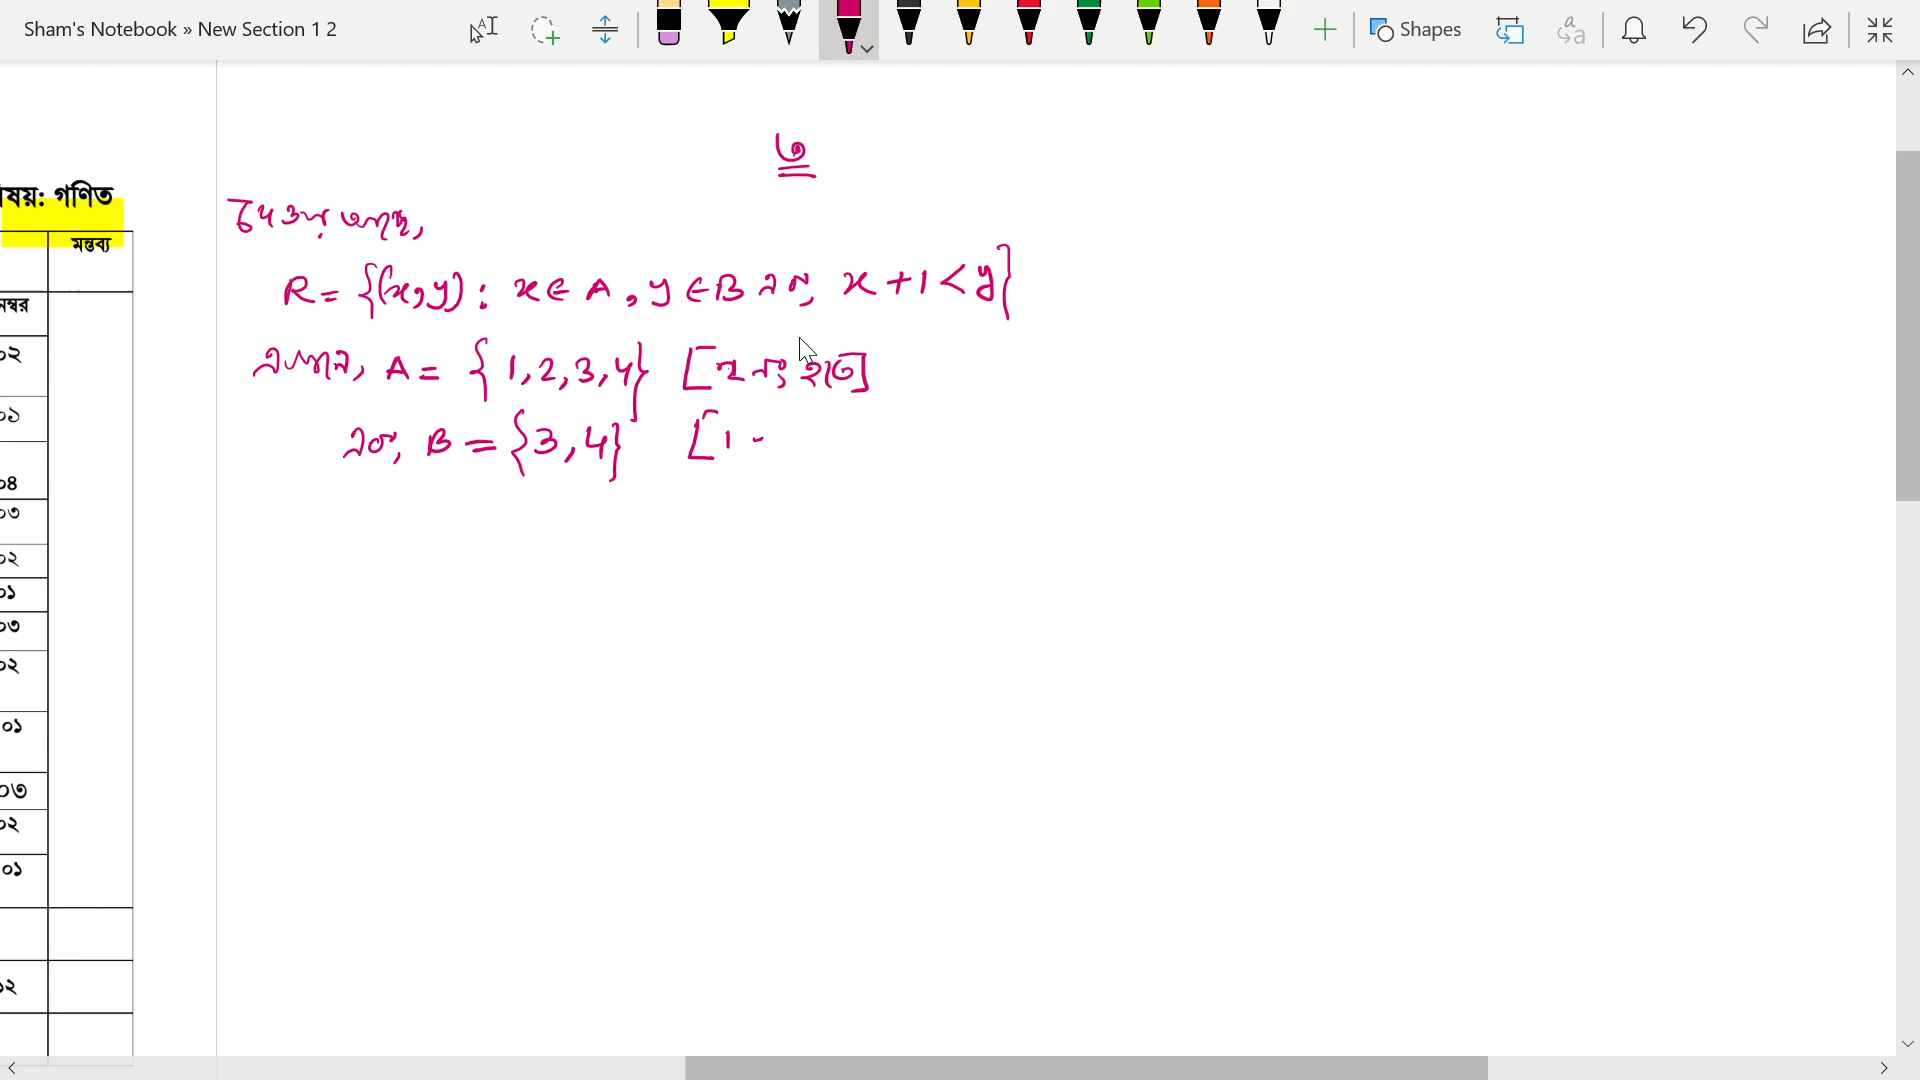 Sham's Notebook » New Section 1 2
Shapes
ষয়: গণিত
মন্তব্য
নম্বর
০২
০১
০৪
০৩
০২
০১
০৩
০২
০১
০৩
০২
০১
১২
৩
দেওয়া আছে,
R = {(x,y): x ∈ A, y ∈ B এবং x + 1 < y}
এখানে, A = {1,2,3,4} [ক নং হতে]
এবং, B = {3,4} [1 -